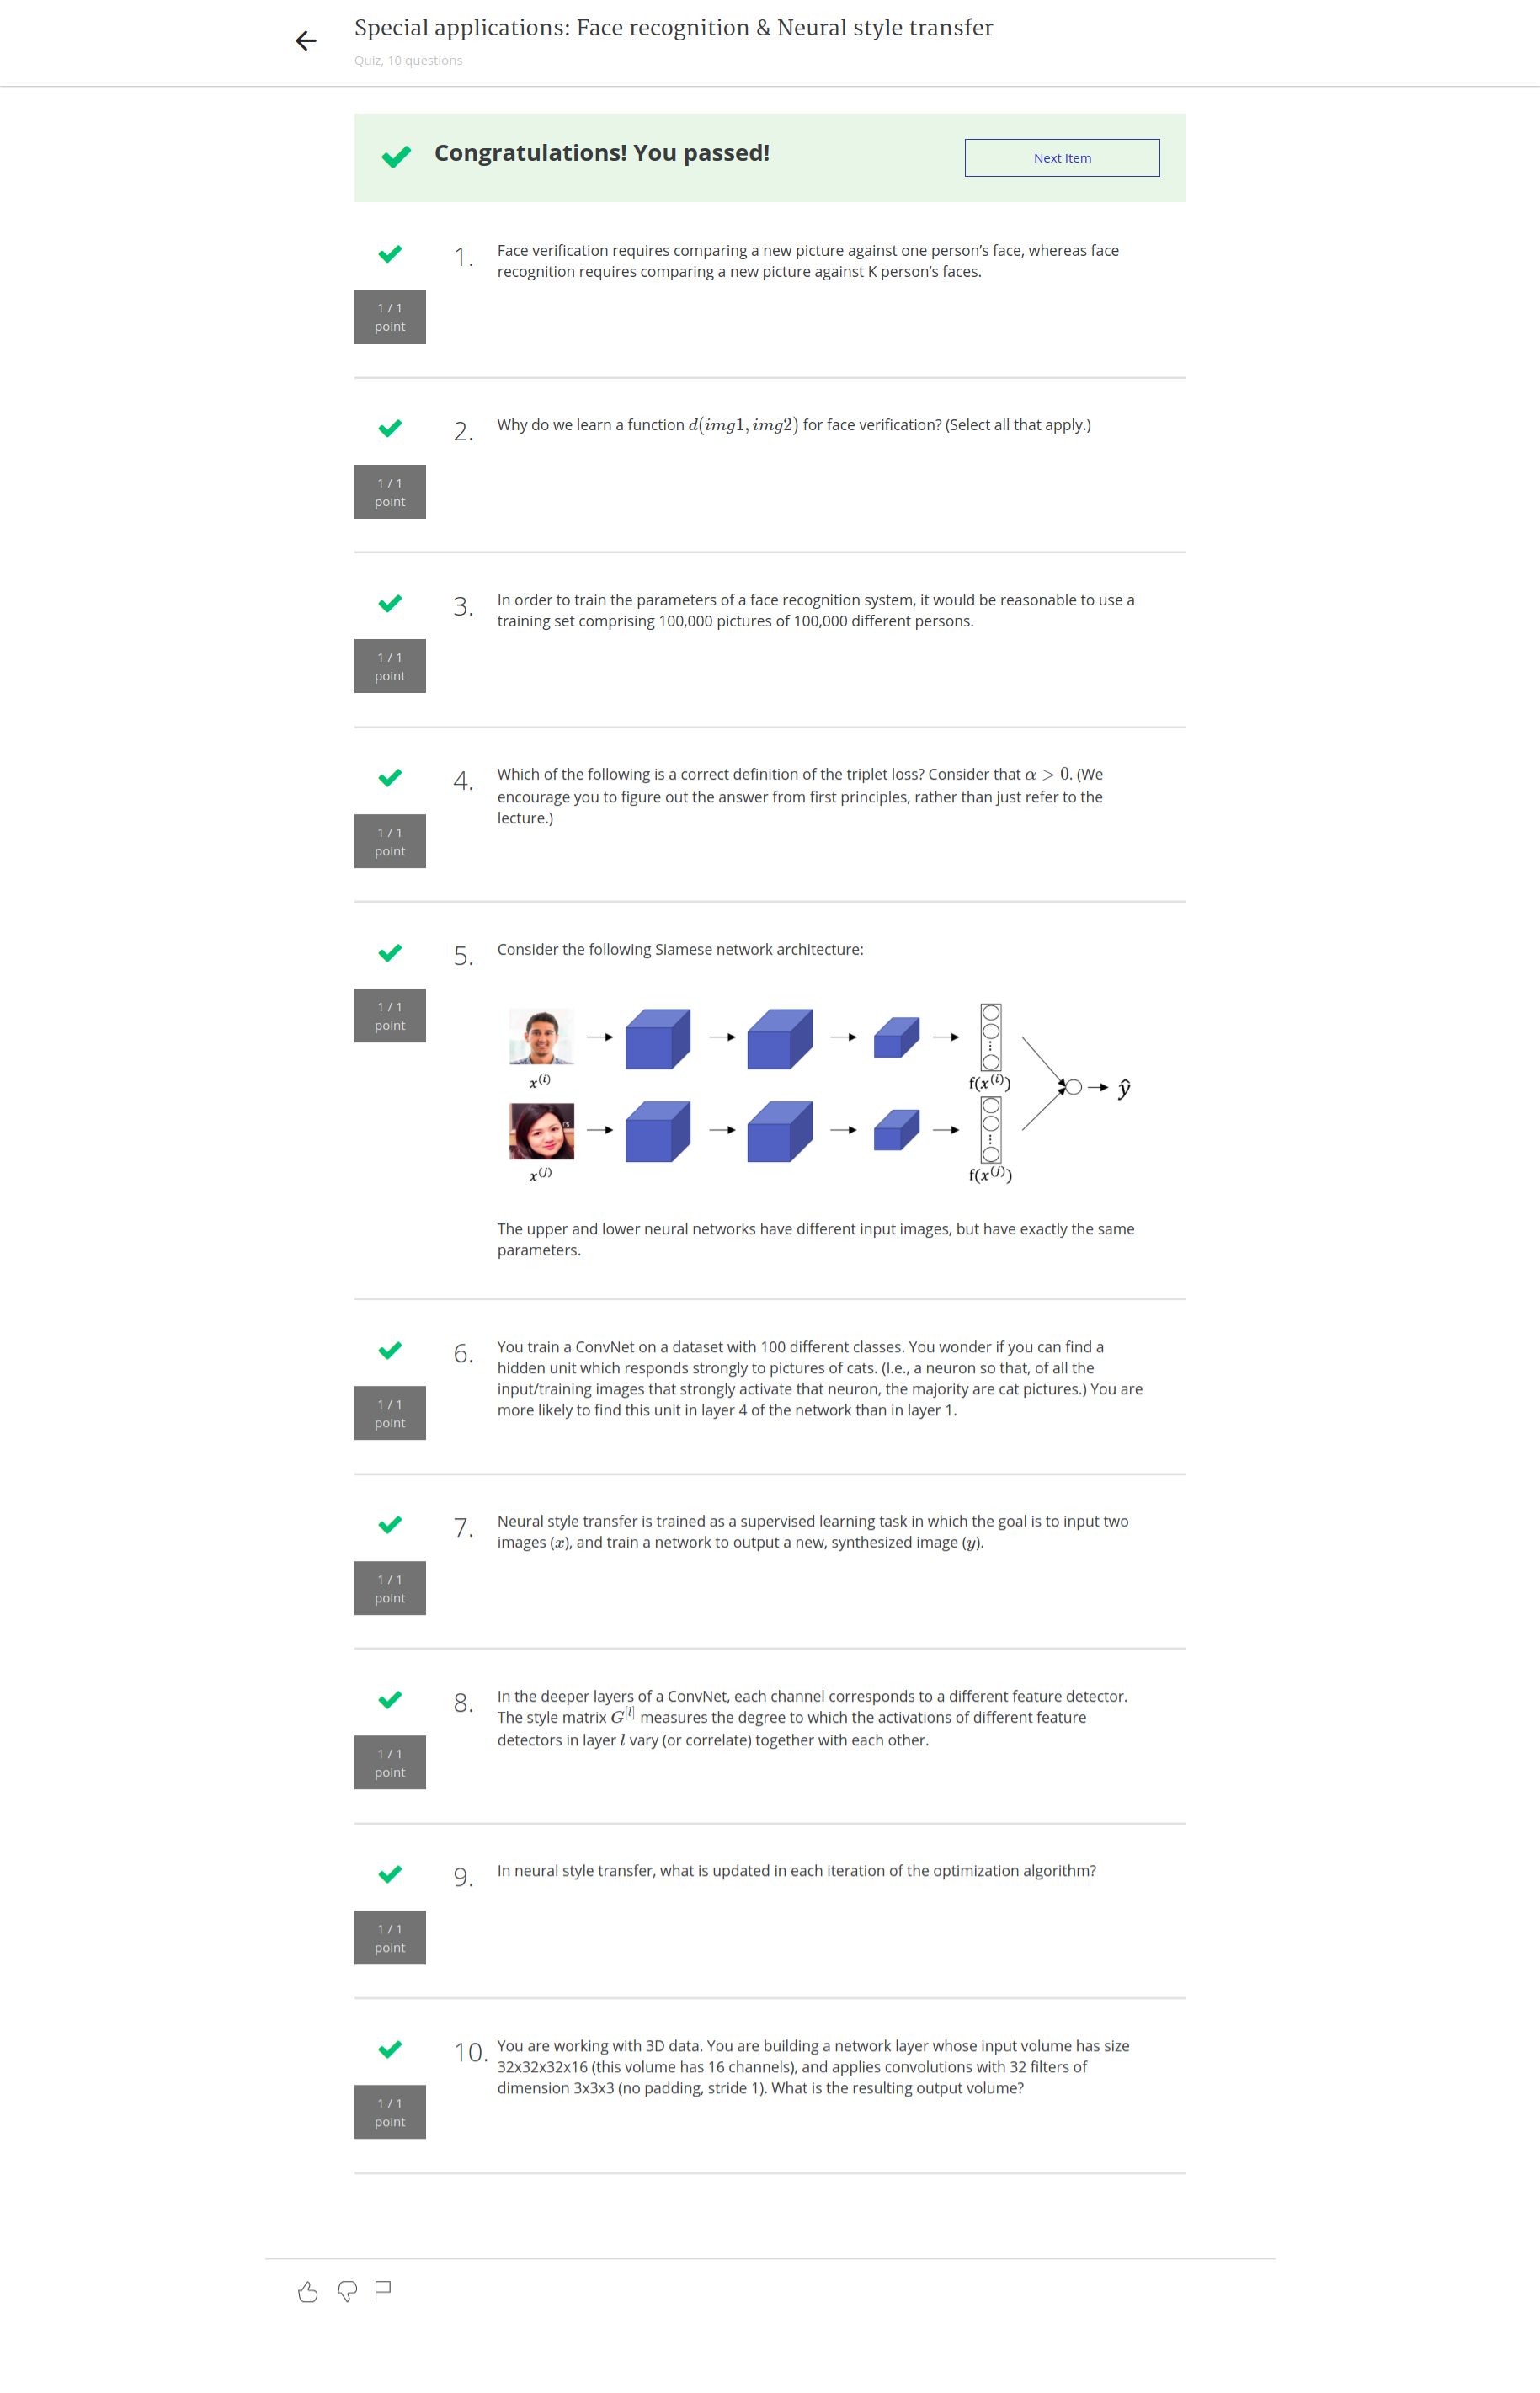 Special applications: Face recognition & Neural style transfer
Quiz, 10 questions
Congratulations! You passed!
Next Item
1 / 1
point
1.
Face verification requires comparing a new picture against one person’s face, whereas face
recognition requires comparing a new picture against K person’s faces.
1 / 1
point
2.
Why do we learn a function d(img1, img2) for face verification? (Select all that apply.)
1 / 1
point
3.
In order to train the parameters of a face recognition system, it would be reasonable to use a
training set comprising 100,000 pictures of 100,000 different persons.
1 / 1
point
4.
Which of the following is a correct definition of the triplet loss? Consider that α > 0. (We
encourage you to figure out the answer from first principles, rather than just refer to the
lecture.)
1 / 1
point
5.
Consider the following Siamese network architecture:
x(i)
f(x(i))
ŷ
x(j)
f(x(j))
The upper and lower neural networks have different input images, but have exactly the same
parameters.
1 / 1
point
6.
You train a ConvNet on a dataset with 100 different classes. You wonder if you can find a
hidden unit which responds strongly to pictures of cats. (I.e., a neuron so that, of all the
input/training images that strongly activate that neuron, the majority are cat pictures.) You are
more likely to find this unit in layer 4 of the network than in layer 1.
1 / 1
point
7.
Neural style transfer is trained as a supervised learning task in which the goal is to input two
images (x), and train a network to output a new, synthesized image (y).
1 / 1
point
8.
In the deeper layers of a ConvNet, each channel corresponds to a different feature detector.
The style matrix G[l] measures the degree to which the activations of different feature
detectors in layer l vary (or correlate) together with each other.
1 / 1
point
9.
In neural style transfer, what is updated in each iteration of the optimization algorithm?
1 / 1
point
10.
You are working with 3D data. You are building a network layer whose input volume has size
32x32x32x16 (this volume has 16 channels), and applies convolutions with 32 filters of
dimension 3x3x3 (no padding, stride 1). What is the resulting output volume?